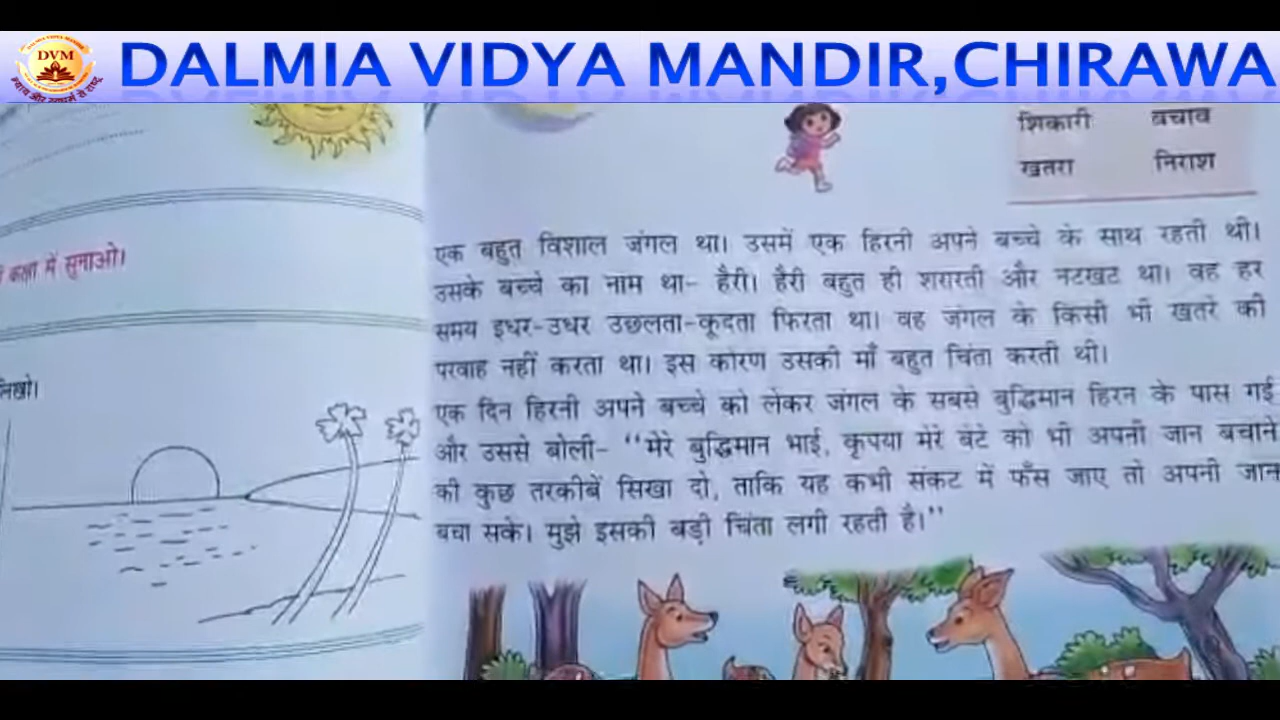 DVM
DALMIA VIDYA MANDIR,CHIRAWA
कक्षा में सुनाओ।
लिखो।
शिकारी बचाव
खतरा निराश
एक बहुत विशाल जंगल था। उसमें एक हिरनी अपने बच्चे के साथ रहती थी।
उसके बच्चे का नाम था- हैरी। हैरी बहुत ही शरारती और नटखट था। वह हर
समय इधर-उधर उछलता-कूदता फिरता था। वह जंगल के किसी भी खतरे की
परवाह नहीं करता था। इस कारण उसकी माँ बहुत चिंता करती थी।
एक दिन हिरनी अपने बच्चे को लेकर जंगल के सबसे बुद्धिमान हिरन के पास गई
और उससे बोली- “मेरे बुद्धिमान भाई, कृपया मेरे बेटे को भी अपनी जान बचाने
की कुछ तरकीबें सिखा दो, ताकि यह कभी संकट में फँस जाए तो अपनी जान
बचा सके। मुझे इसकी बड़ी चिंता लगी रहती है।”